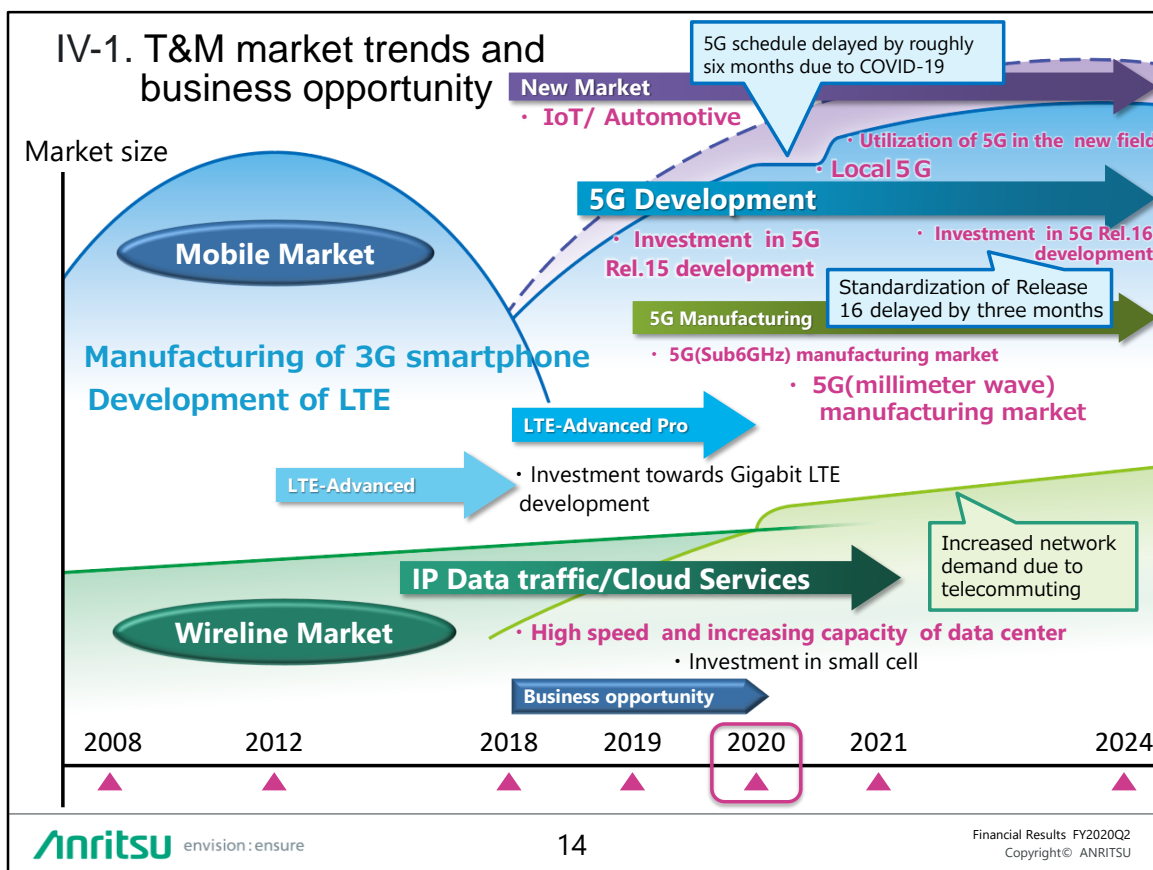 IV-1. T&M market trends and
business opportunity
5G schedule delayed by roughly
six months due to COVID-19
New Market
・ IoT/ Automotive
Market size
・Utilization of 5G in the new field
・Local 5G
5G Development
Mobile Market
・ Investment in 5G
Rel.15 development
・Investment in 5G Rel.16
development
Standardization of Release
16 delayed by three months
5G Manufacturing
Manufacturing of 3G smartphone
Development of LTE
・ 5G(Sub6GHz) manufacturing market
・ 5G(millimeter wave)
manufacturing market
LTE-Advanced Pro
LTE-Advanced
・Investment towards Gigabit LTE
development
Increased network
demand due to
telecommuting
IP Data traffic/Cloud Services
Wireline Market
・High speed and increasing capacity of data center
・Investment in small cell
Business opportunity
2008 2012 2018 2019 2020 2021 2024
Anritsu envision : ensure
14
Financial Results FY2020Q2
Copyright© ANRITSU